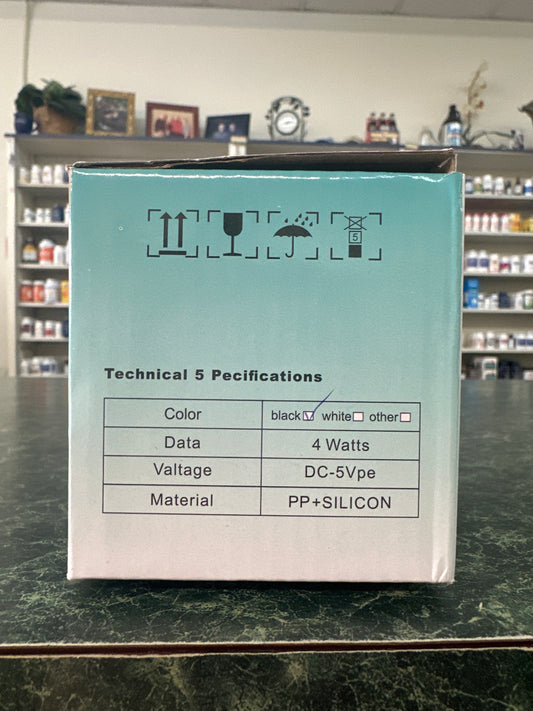 5
Technical 5 Pecifications
Color black white other
Data 4 Watts
Valtage DC-5Vpe
Material PP+SILICON